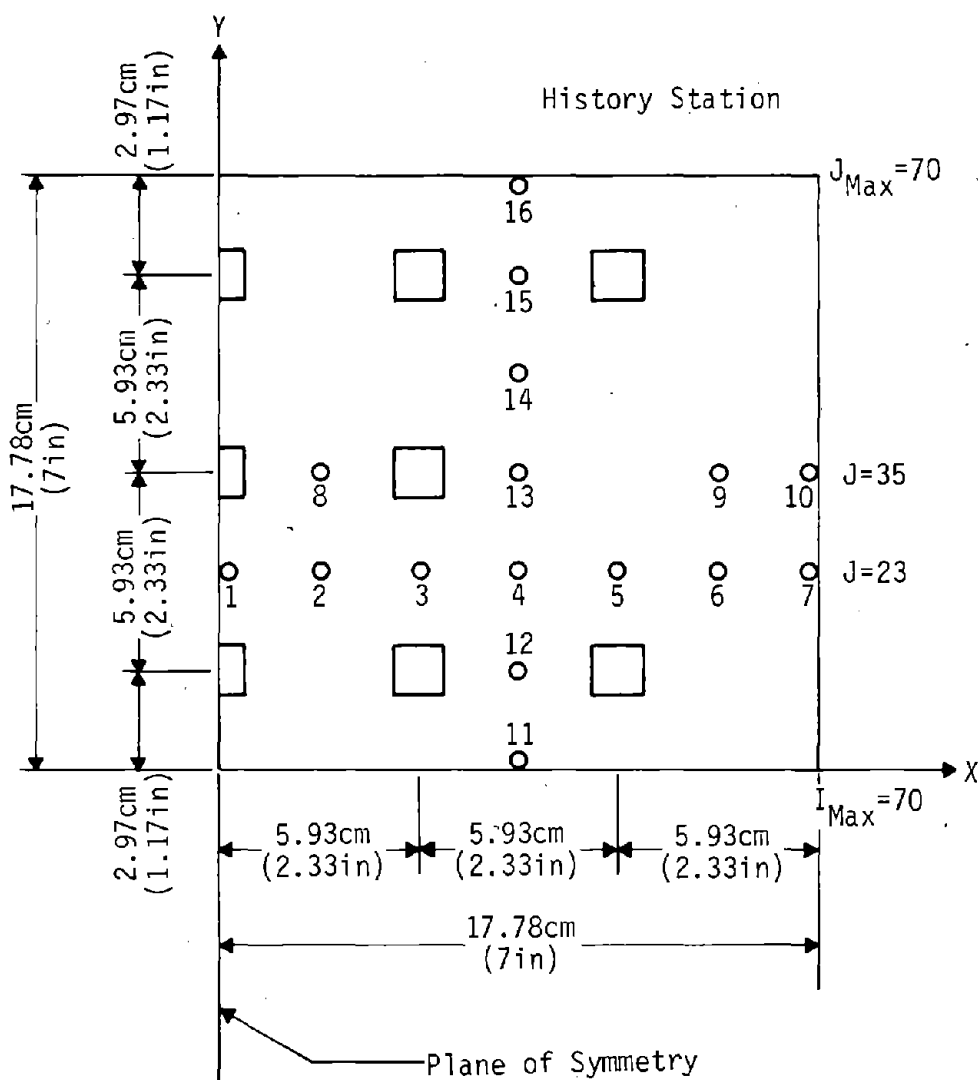 Y
History Station
2.97cm
(1.17in)
J Max=70
16
15
5.93cm
(2.33in)
14
17.78cm
(7in)
8
13
9
10
J=35
5.93cm
(2.33in)
1
2
3
4
5
6
7
J=23
12
11
X
2.97cm
(1.17in)
I Max=70
5.93cm
(2.33in)
5.93cm
(2.33in)
5.93cm
(2.33in)
17.78cm
(7in)
Plane of Symmetry